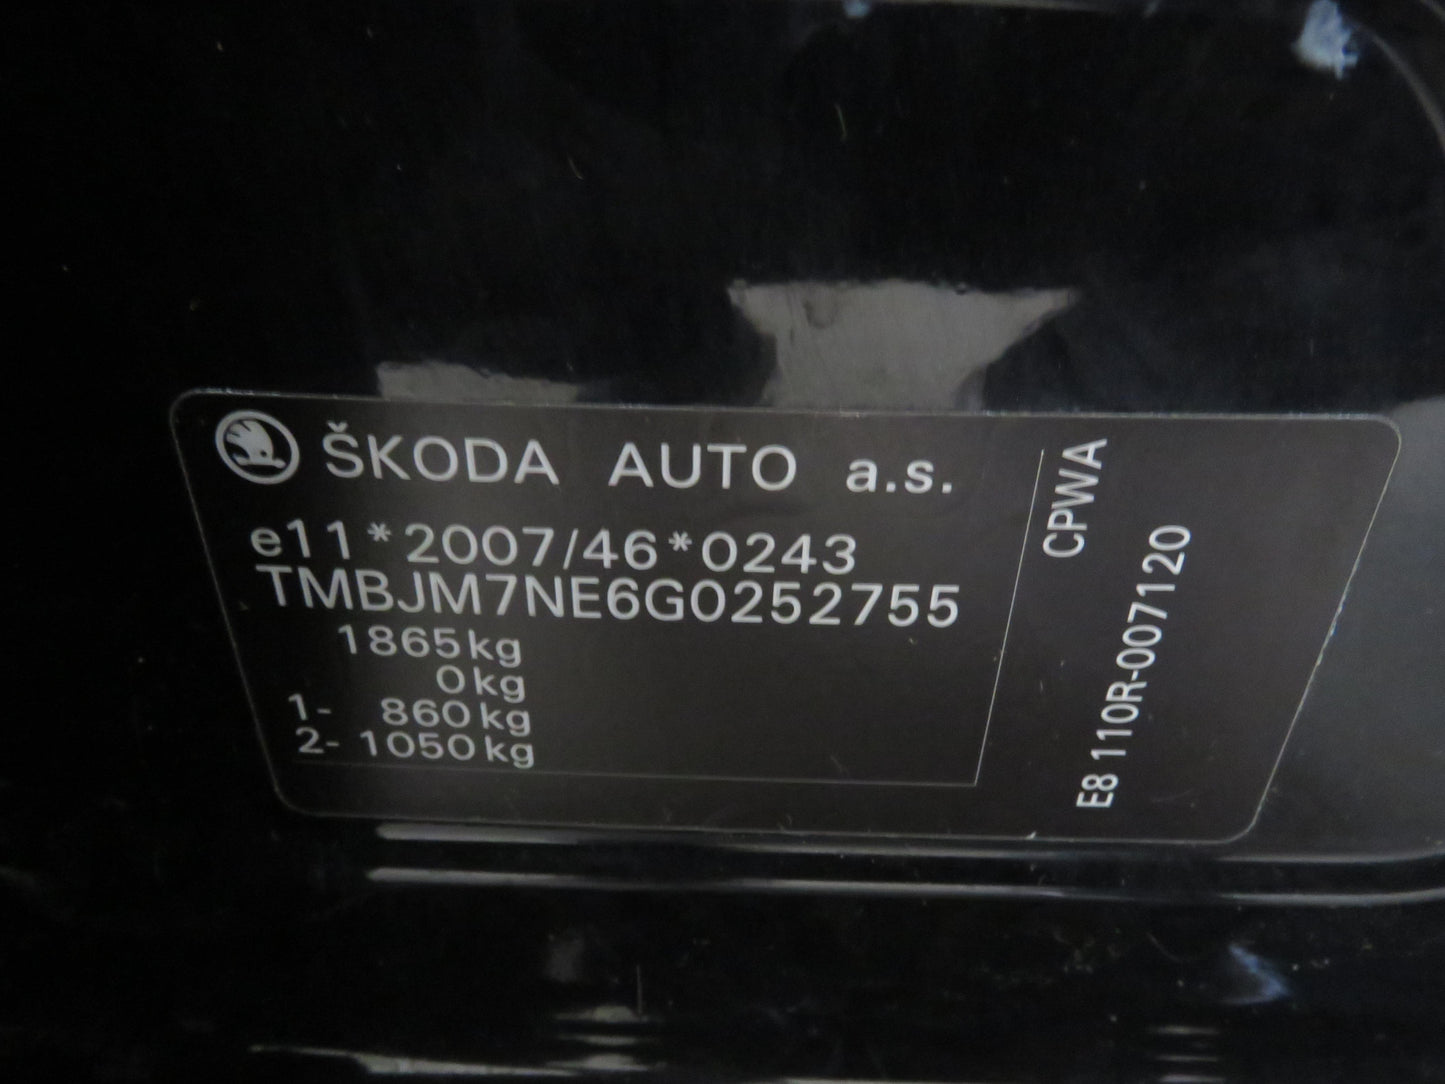 ŠKODA AUTO a.s.
e11*2007/46*0243
TMBJM7NE6G0252755
1865kg
0kg
1- 860kg
2- 1050kg
CPWA
E8 110R-007120